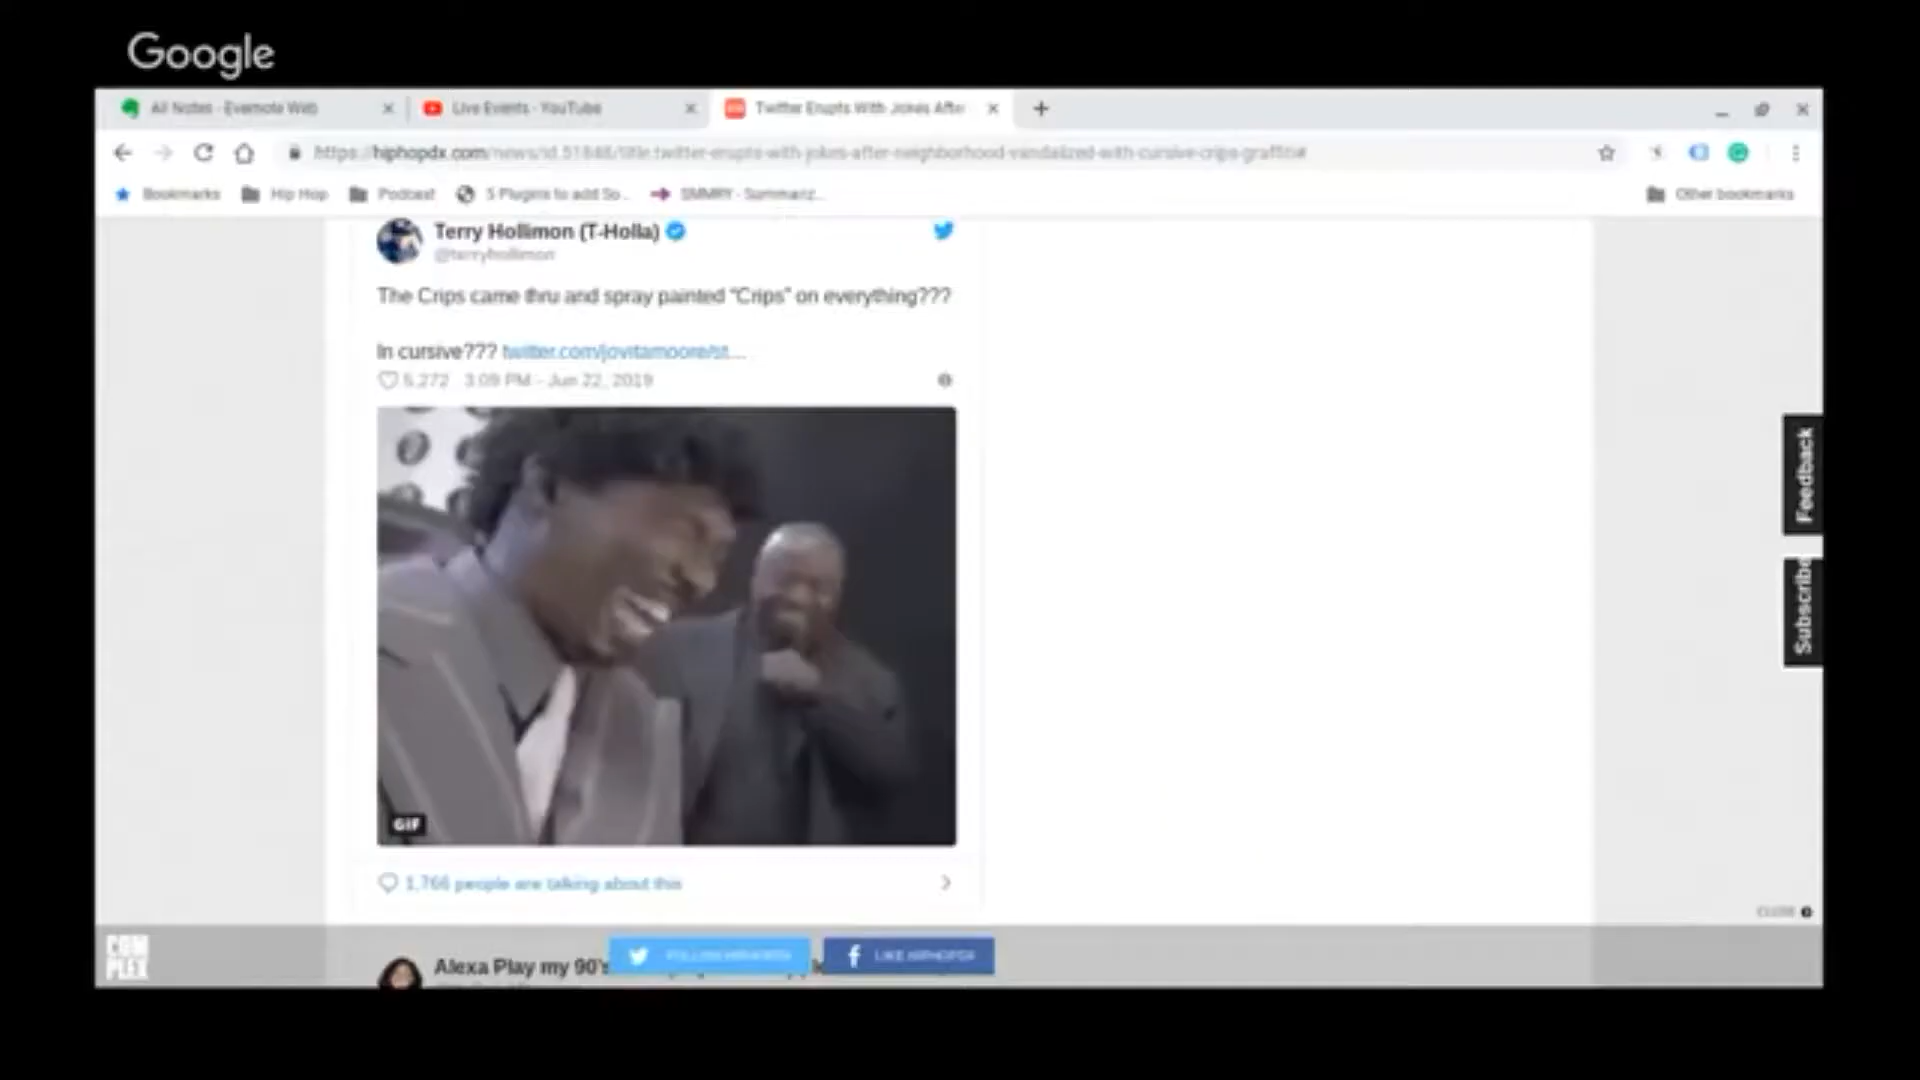 Google
All Notes - Evernote Web
Live Events - YouTube
Twitter Erupts With Jokes After
https://hiphopdx.com/news/id.51848/title.twitter-erupts-with-jokes-after-neighborhood-vandalized-with-cursive-crips-graffiti#
Bookmarks
Hip Hop
Podcast
5 Plugins to add So...
SMMRY - Summariz...
Other bookmarks
Terry Hollimon (T-Holla)
@terryhollimon
The Crips came thru and spray painted “Crips” on everything???
In cursive??? twitter.com/jovitamoore/st...
5,272 3:09 PM - Jun 22, 2019
Feedback
Subscribe
GIF
1,766 people are talking about this
CLOSE
COM
PLEX
Alexa Play my 90's
FOLLOW HIPHOPDX
LIKE HIPHOPDX